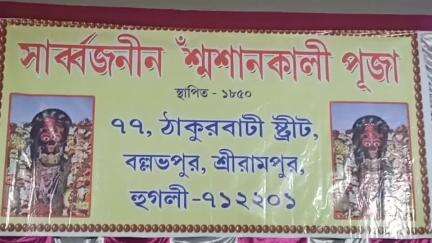 সার্ব্বজনীন শ্মশানকালী পূজা
স্থাপিত - ১৮৫০
৭৭, ঠাকুরবাটী স্ট্রীট,
বল্লভপুর, শ্রীরামপুর,
হুগলী-৭১২২০১